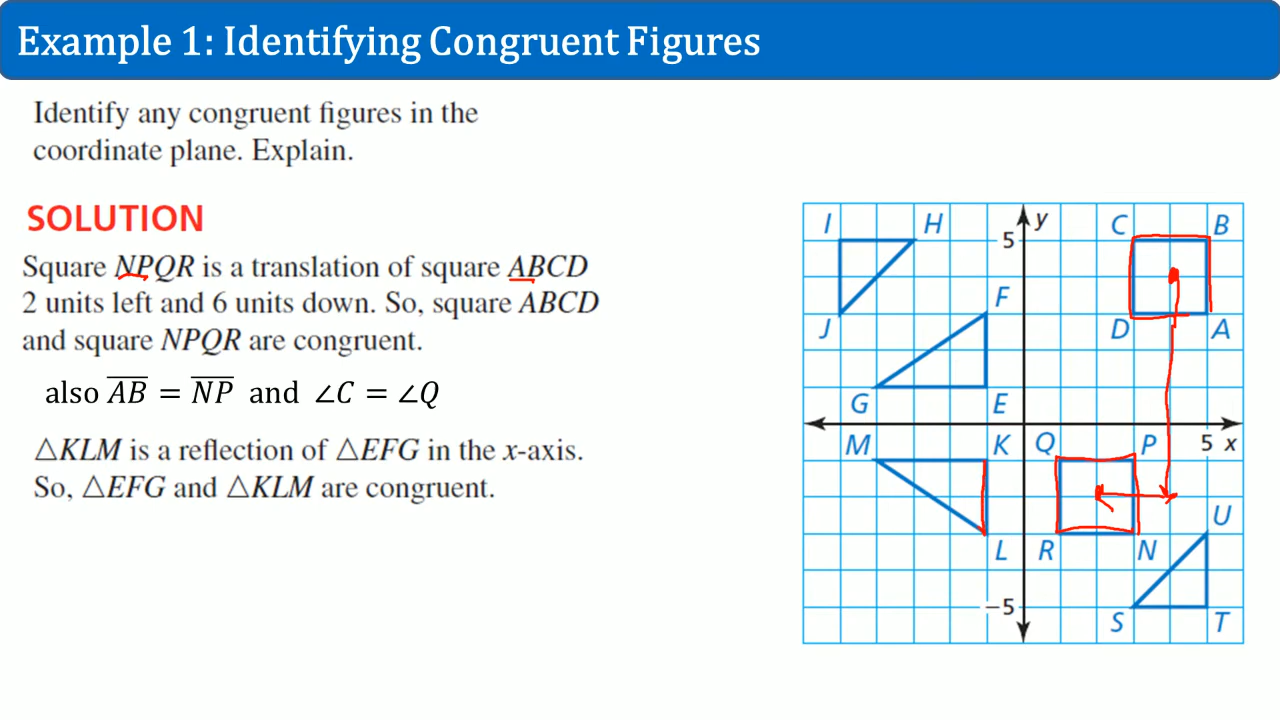 Example 1: Identifying Congruent Figures
Identify any congruent figures in the
coordinate plane. Explain.
SOLUTION
Square NPQR is a translation of square ABCD
2 units left and 6 units down. So, square ABCD
and square NPQR are congruent.
also A̅B̅ = N̅P̅ and ∠C = ∠Q
△KLM is a reflection of △EFG in the x-axis.
So, △EFG and △KLM are congruent.
I H y C B
5
F
J D A
G E
M K Q P 5 x
U
L R N
−5
S T